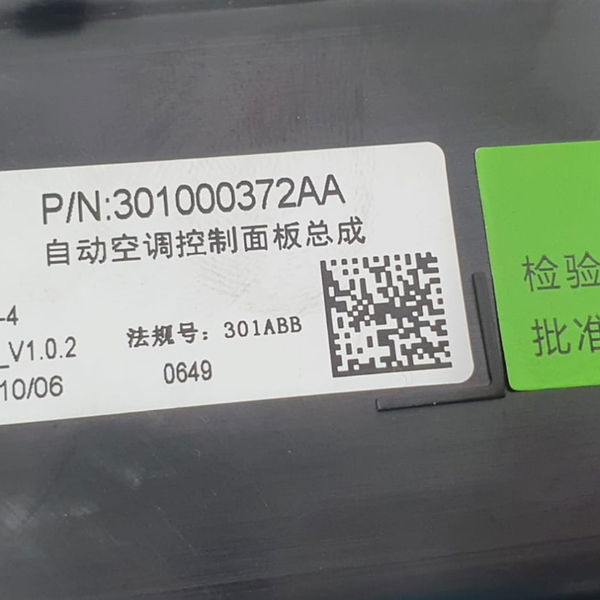 P/N:301000372AA
自动空调控制面板总成
-4
_V1.0.2
10/06
法规号：301ABB
0649
检验
批准